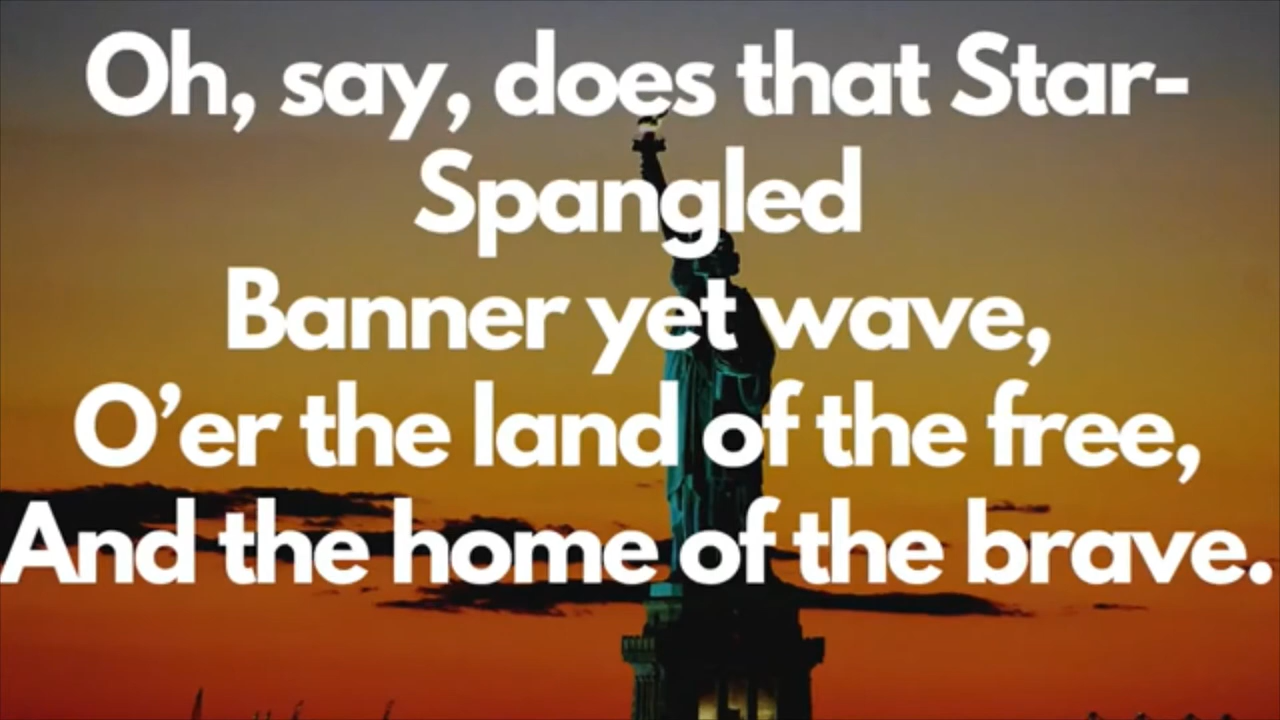 Oh, say, does that Star-
Spangled
Banner yet wave,
O’er the land of the free,
And the home of the brave.